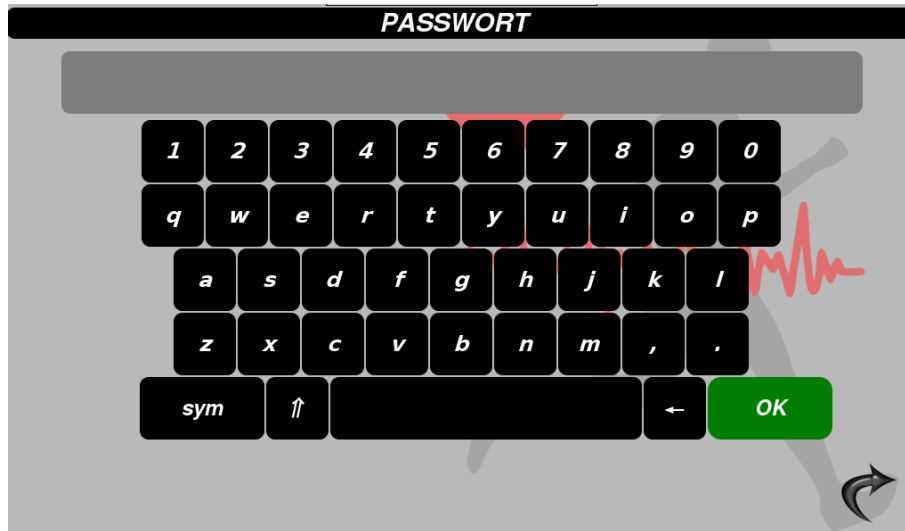 PASSWORT
1 2 3 4 5 6 7 8 9 0
q w e r t y u i o p
a s d f g h j k l
z x c v b n m , .
sym ⇑ ← OK